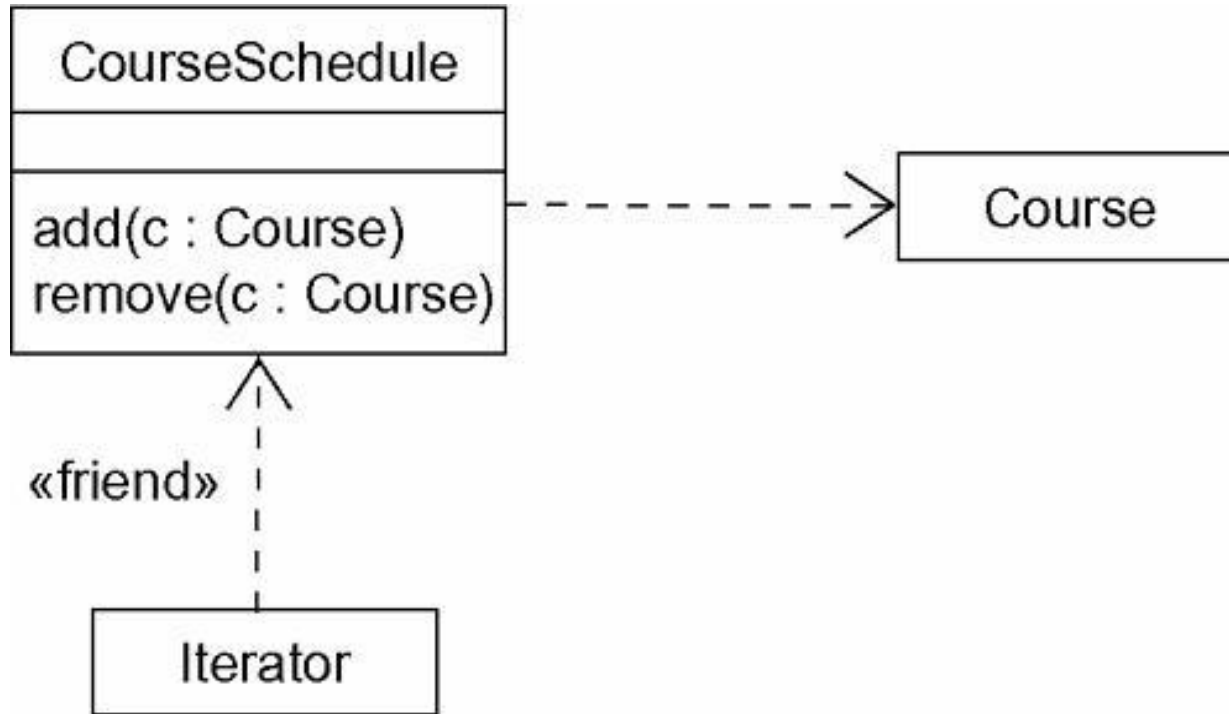 CourseSchedule
add(c : Course)
remove(c : Course)
Course
«friend»
Iterator